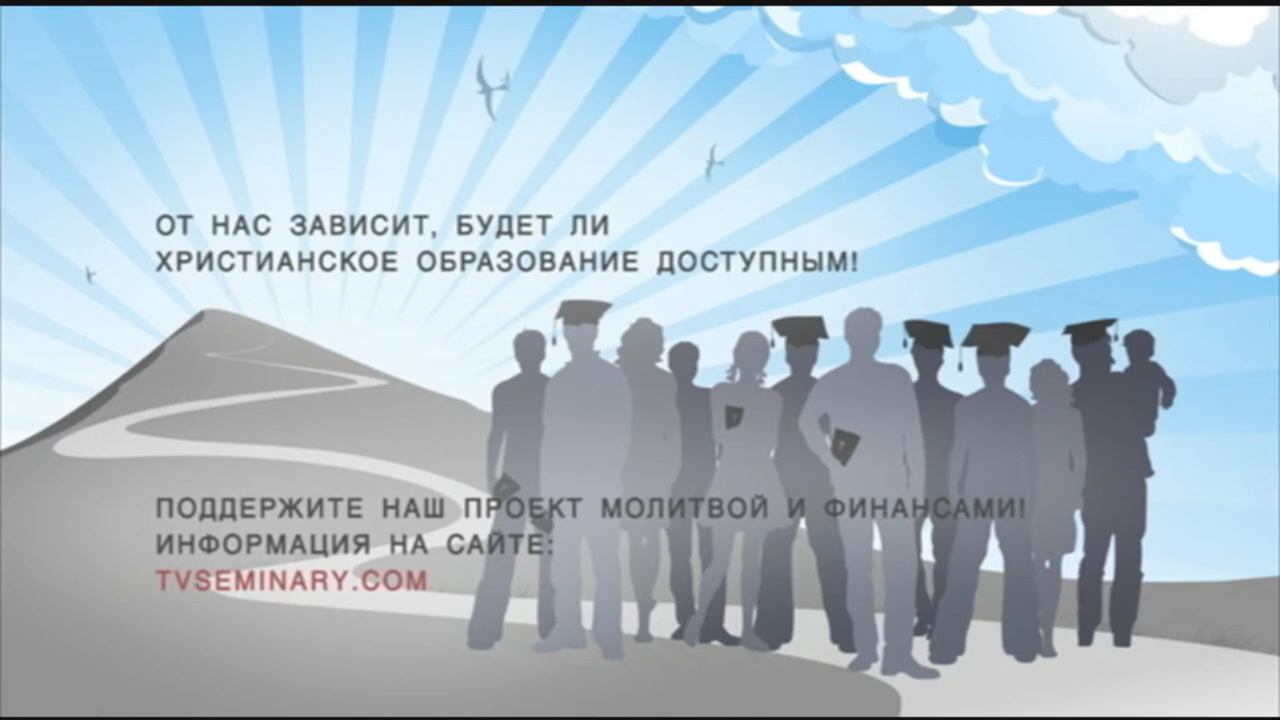 ОТ НАС ЗАВИСИТ, БУДЕТ ЛИ
ХРИСТИАНСКОЕ ОБРАЗОВАНИЕ ДОСТУПНЫМ!
ПОДДЕРЖИТЕ НАШ ПРОЕКТ МОЛИТВОЙ И ФИНАНСАМИ!
ИНФОРМАЦИЯ НА САЙТЕ:
TVSEMINARY.COM